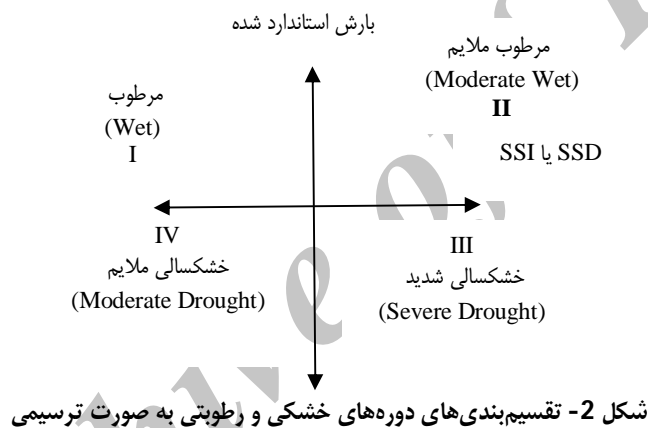 بارش استاندارد شده
مرطوب ملایم
(Moderate Wet)
II
SSI یا SSD
مرطوب
(Wet)
I
IV
خشکسالی ملایم
(Moderate Drought)
III
خشکسالی شدید
(Severe Drought)
شکل 2- تقسیم‌بندی‌های دوره‌های خشکی و رطوبتی به صورت ترسیمی